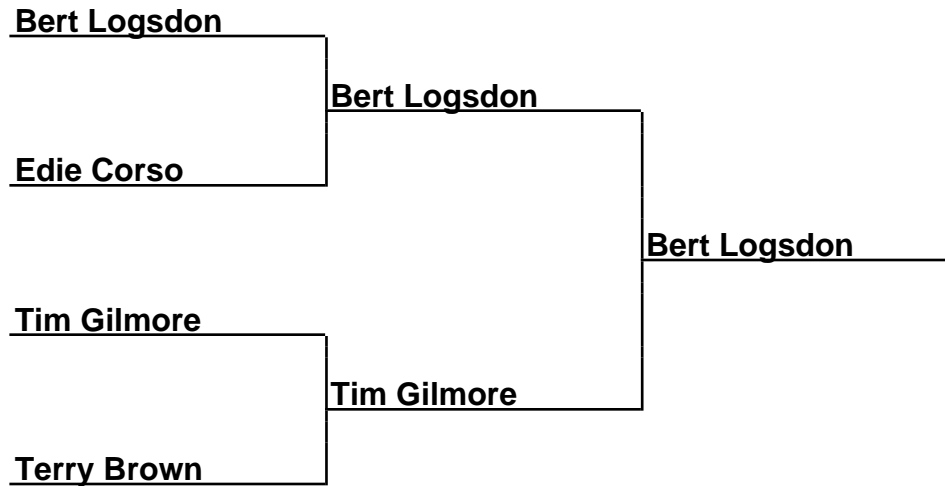 Bert Logsdon
Bert Logsdon
Edie Corso
Bert Logsdon
Tim Gilmore
Tim Gilmore
Terry Brown